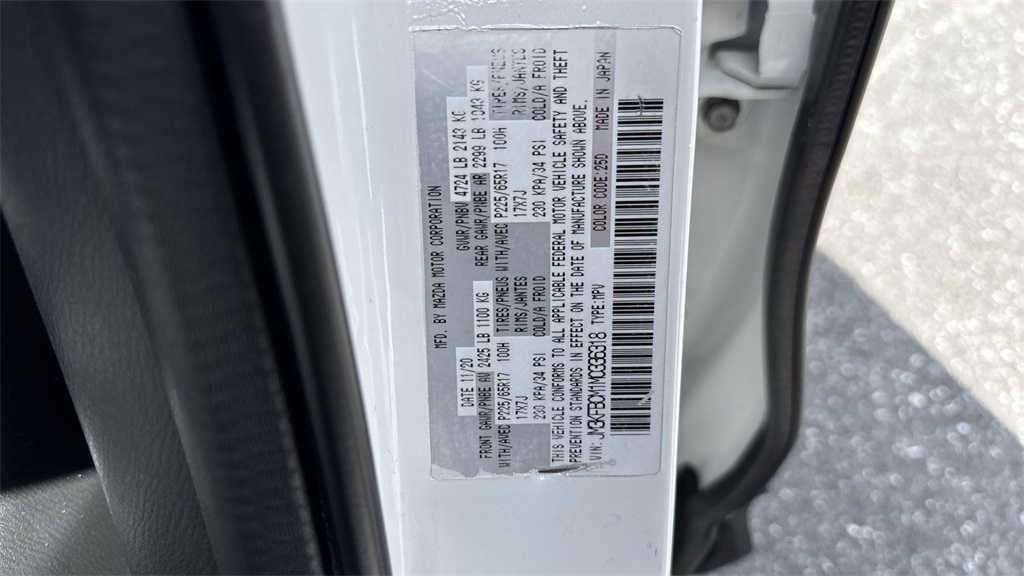 MFD. BY MAZDA MOTOR CORPORATION
DATE 11/20 GVWR/PNBV 4724 LB 2143 KG
FRONT GAWR/PNBE AV 2425 LB 1100 KG REAR GAWR/PNBE AR 2299 LB 1043 KG
WITH/AVEC P225/65R17 100H TIRES/PNEUS WITH/AVEC P225/65R17 100H TIRES/PNEUS
17X7J RIMS/JANTES 17X7J RIMS/JANTES
230 KPA/34 PSI COLD/A FROID 230 KPA/34 PSI COLD/A FROID
THIS VEHICLE CONFORMS TO ALL APPLICABLE FEDERAL MOTOR VEHICLE SAFETY AND THEFT
PREVENTION STANDARDS IN EFFECT ON THE DATE OF MANUFACTURE SHOWN ABOVE.
VIN: TYPE:MPV COLOR CODE:25D MADE IN JAPAN